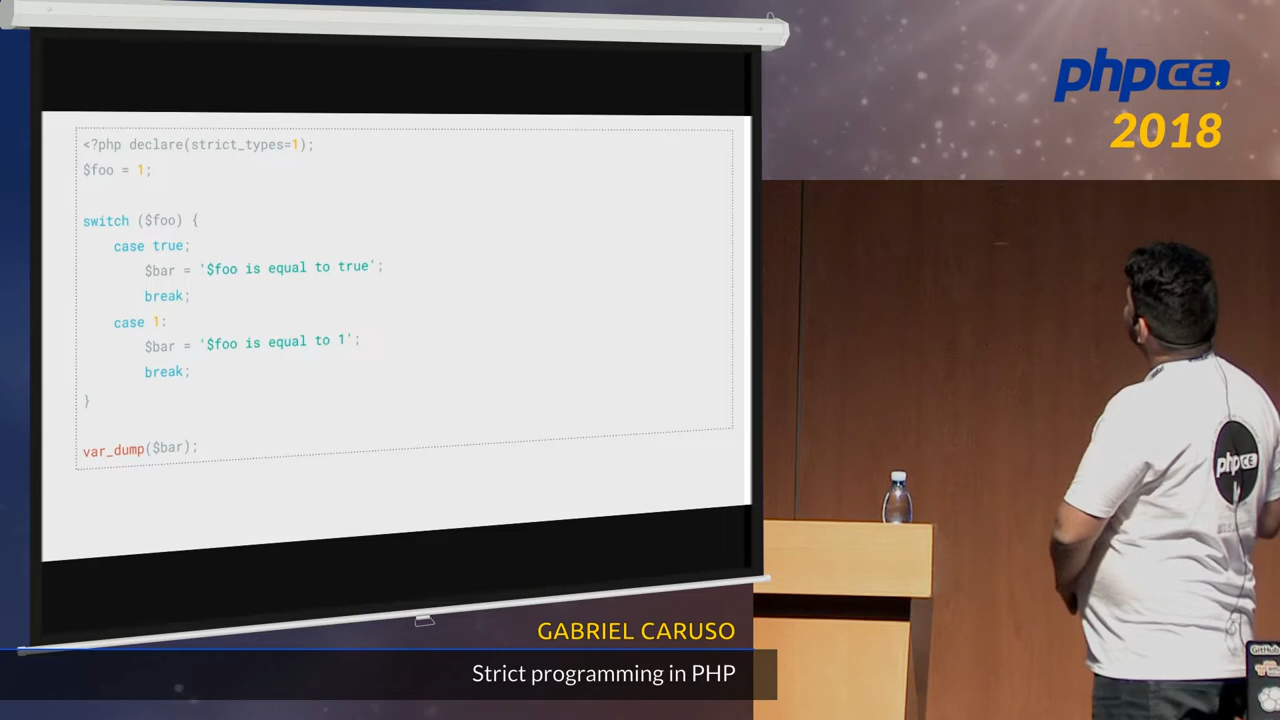 <?php declare(strict_types=1);
$foo = 1;
switch ($foo) {
case true;
$bar = '$foo is equal to true';
break;
case 1:
$bar = '$foo is equal to 1';
break;
}
var_dump($bar);
phpCE
2018
phpCE
GitHub
GABRIEL CARUSO
Strict programming in PHP